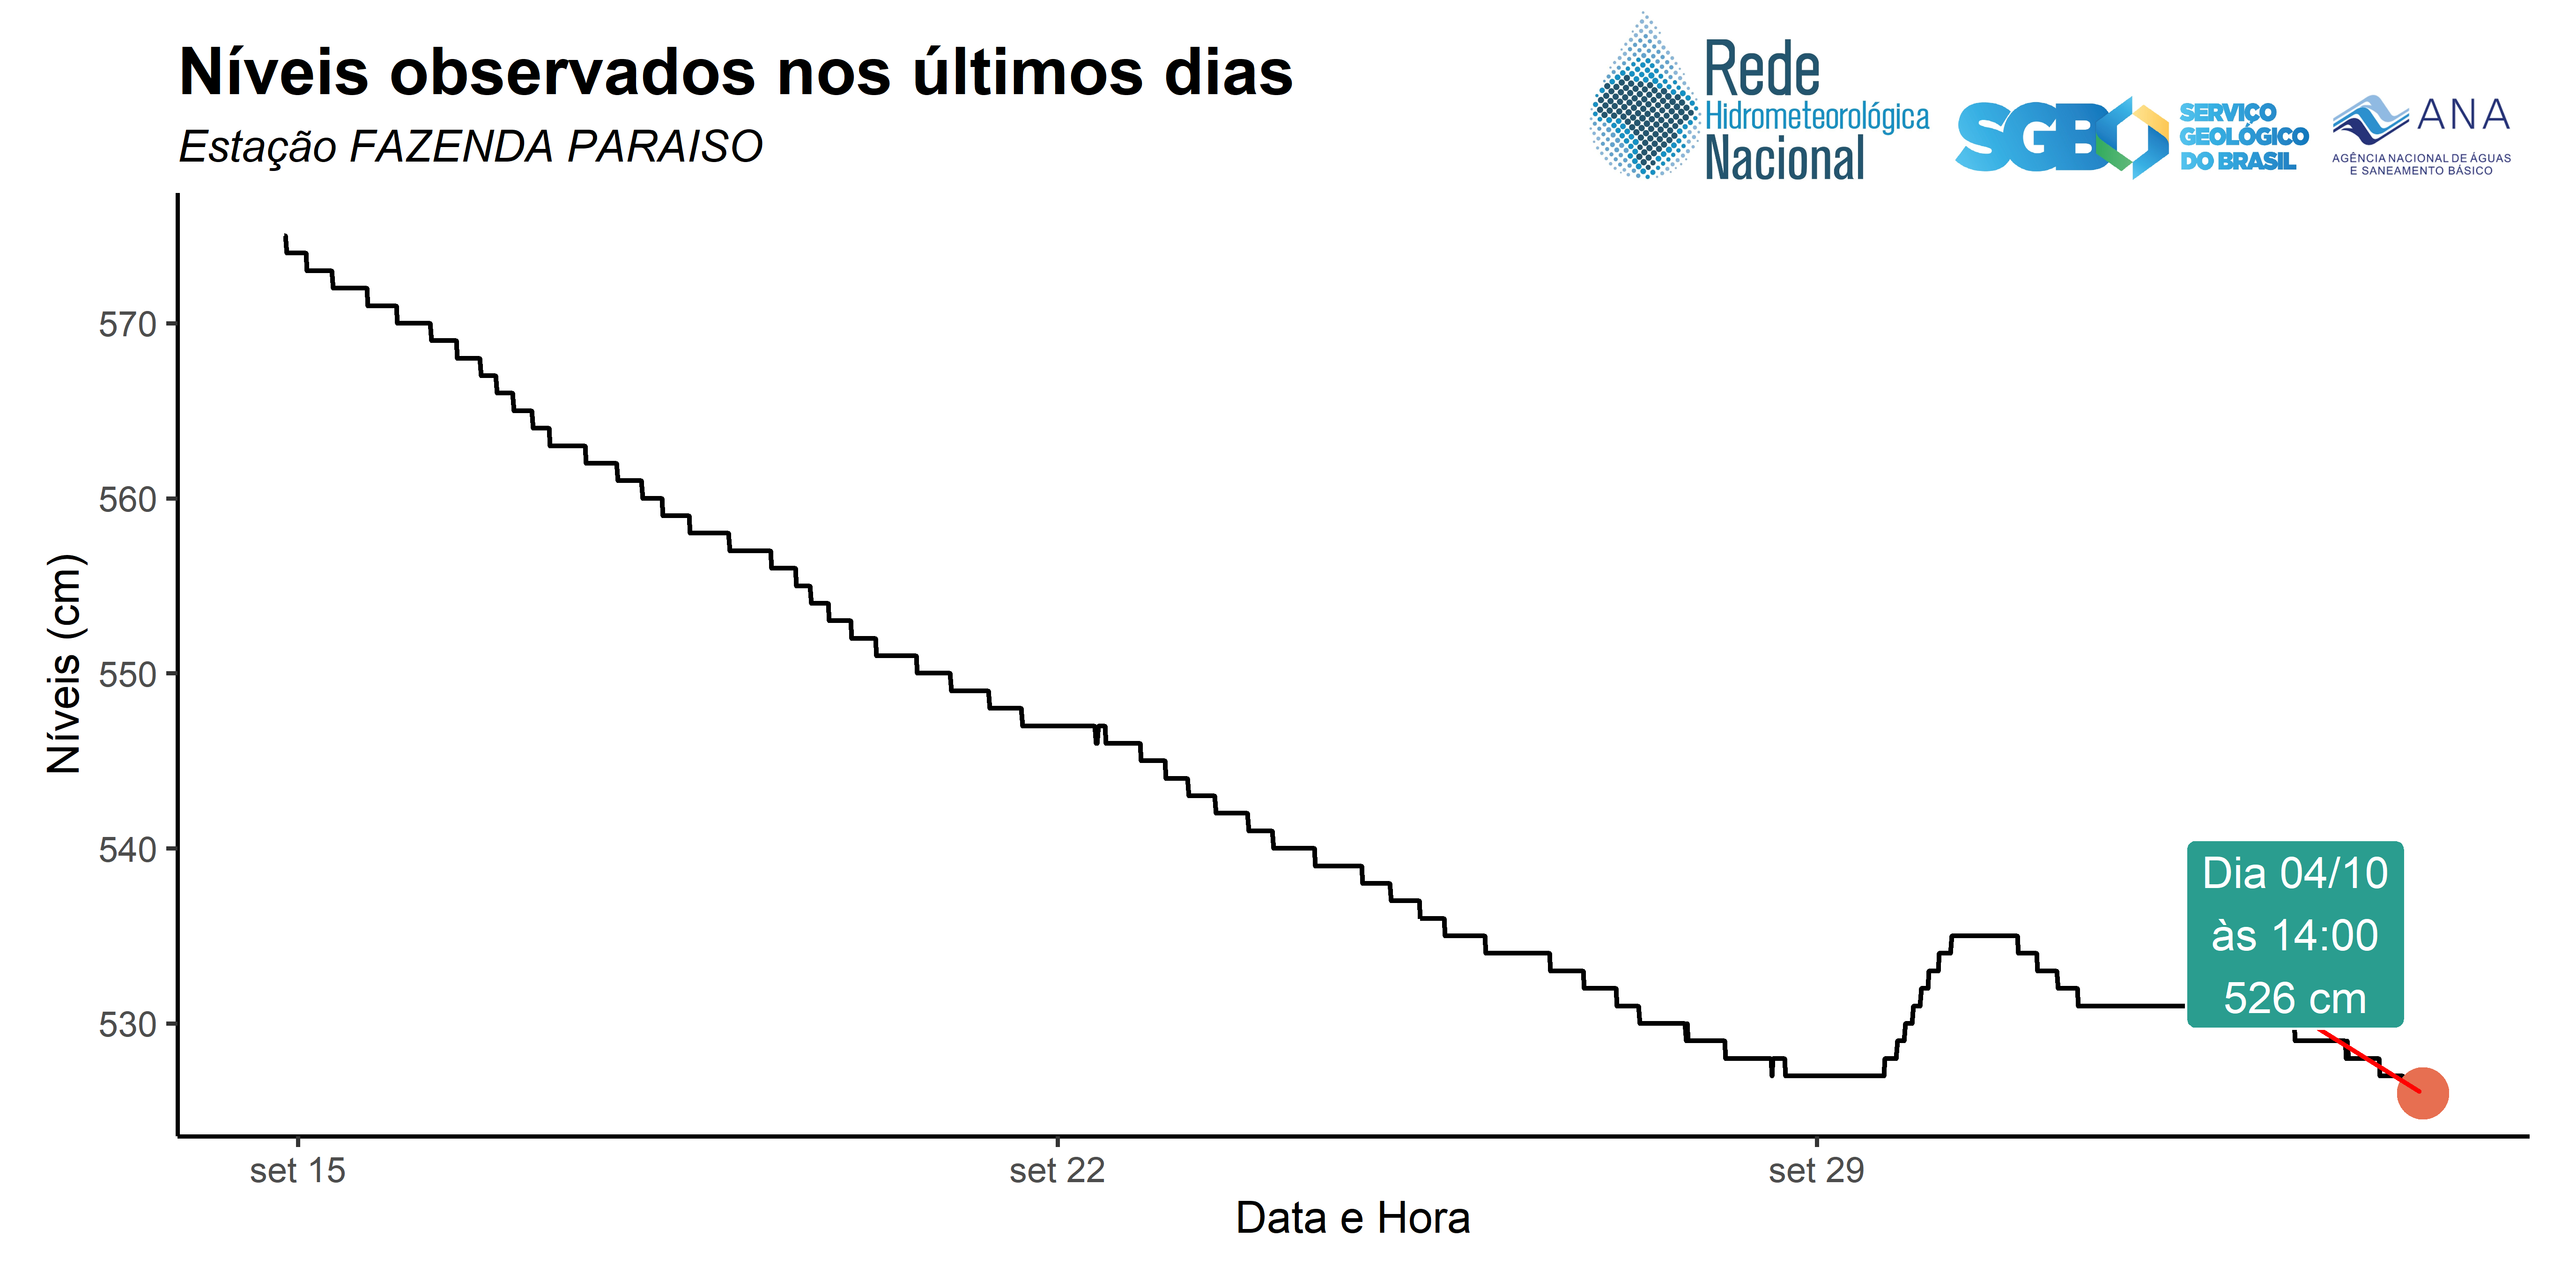 Níveis observados nos últimos dias
Estação FAZENDA PARAISO
Rede
Hidrometeorológica
Nacional
SGB
SERVIÇO
GEOLÓGICO
DO BRASIL
ANA
AGÊNCIA NACIONAL DE ÁGUAS
E SANEAMENTO BÁSICO
Níveis (cm)
570
560
550
540
530
Dia 04/10
às 14:00
526 cm
set 15
set 22
set 29
Data e Hora